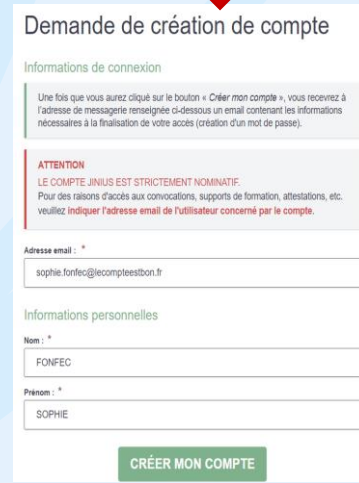 Demande de création de compte
Informations de connexion
Une fois que vous aurez cliqué sur le bouton « Créer mon compte », vous recevrez à
l'adresse de messagerie renseignée ci-dessous un email contenant les informations
nécessaires à la finalisation de votre accès (création d'un mot de passe).
ATTENTION
LE COMPTE JINIUS EST STRICTEMENT NOMINATIF.
Pour des raisons d'accès aux convocations, supports de formation, attestations, etc.
veuillez indiquer l'adresse email de l'utilisateur concerné par le compte.
Adresse email : *
sophie.fonfec@lecompteestbon.fr
Informations personnelles
Nom : *
FONFEC
Prénom : *
SOPHIE
CRÉER MON COMPTE